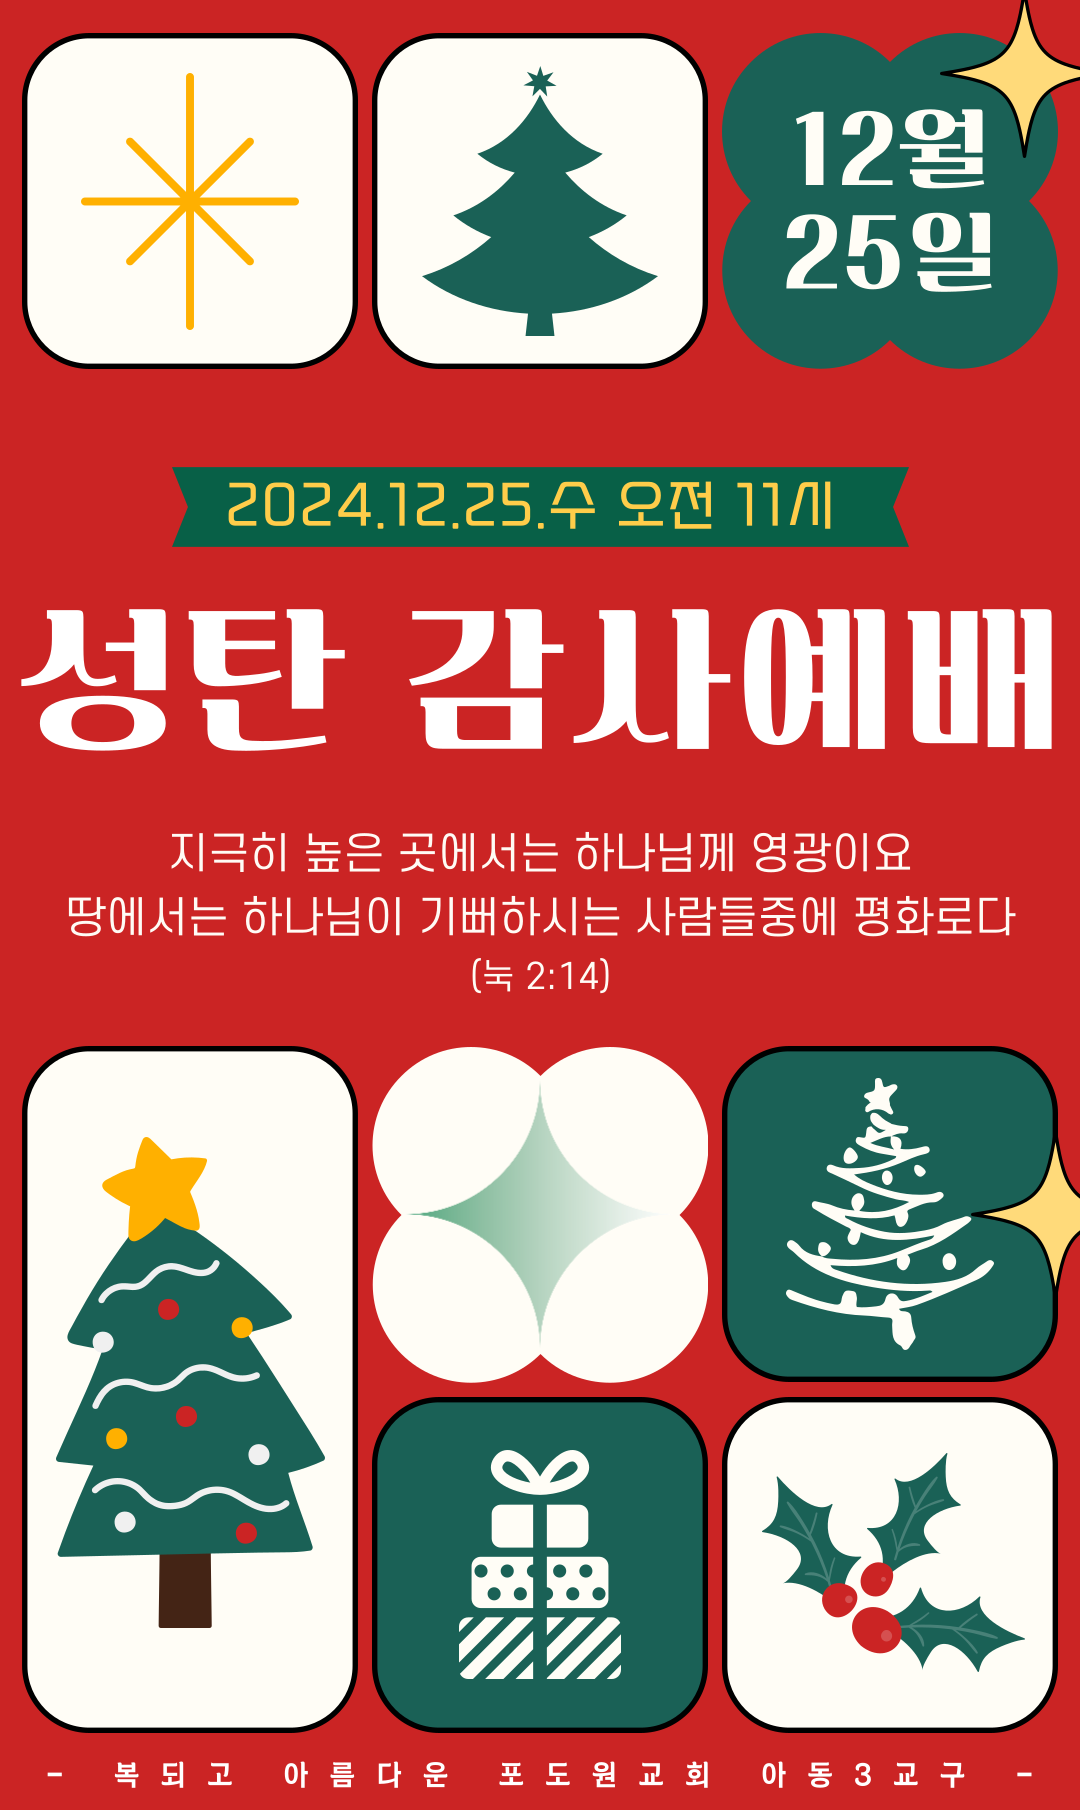 12월
25일
2024.12.25.수 오전 11시
성탄 감사예배
지극히 높은 곳에서는 하나님께 영광이요
땅에서는 하나님이 기뻐하시는 사람들중에 평화로다
(눅 2:14)
- 복되고 아름다운 포도원교회 아동3교구 -